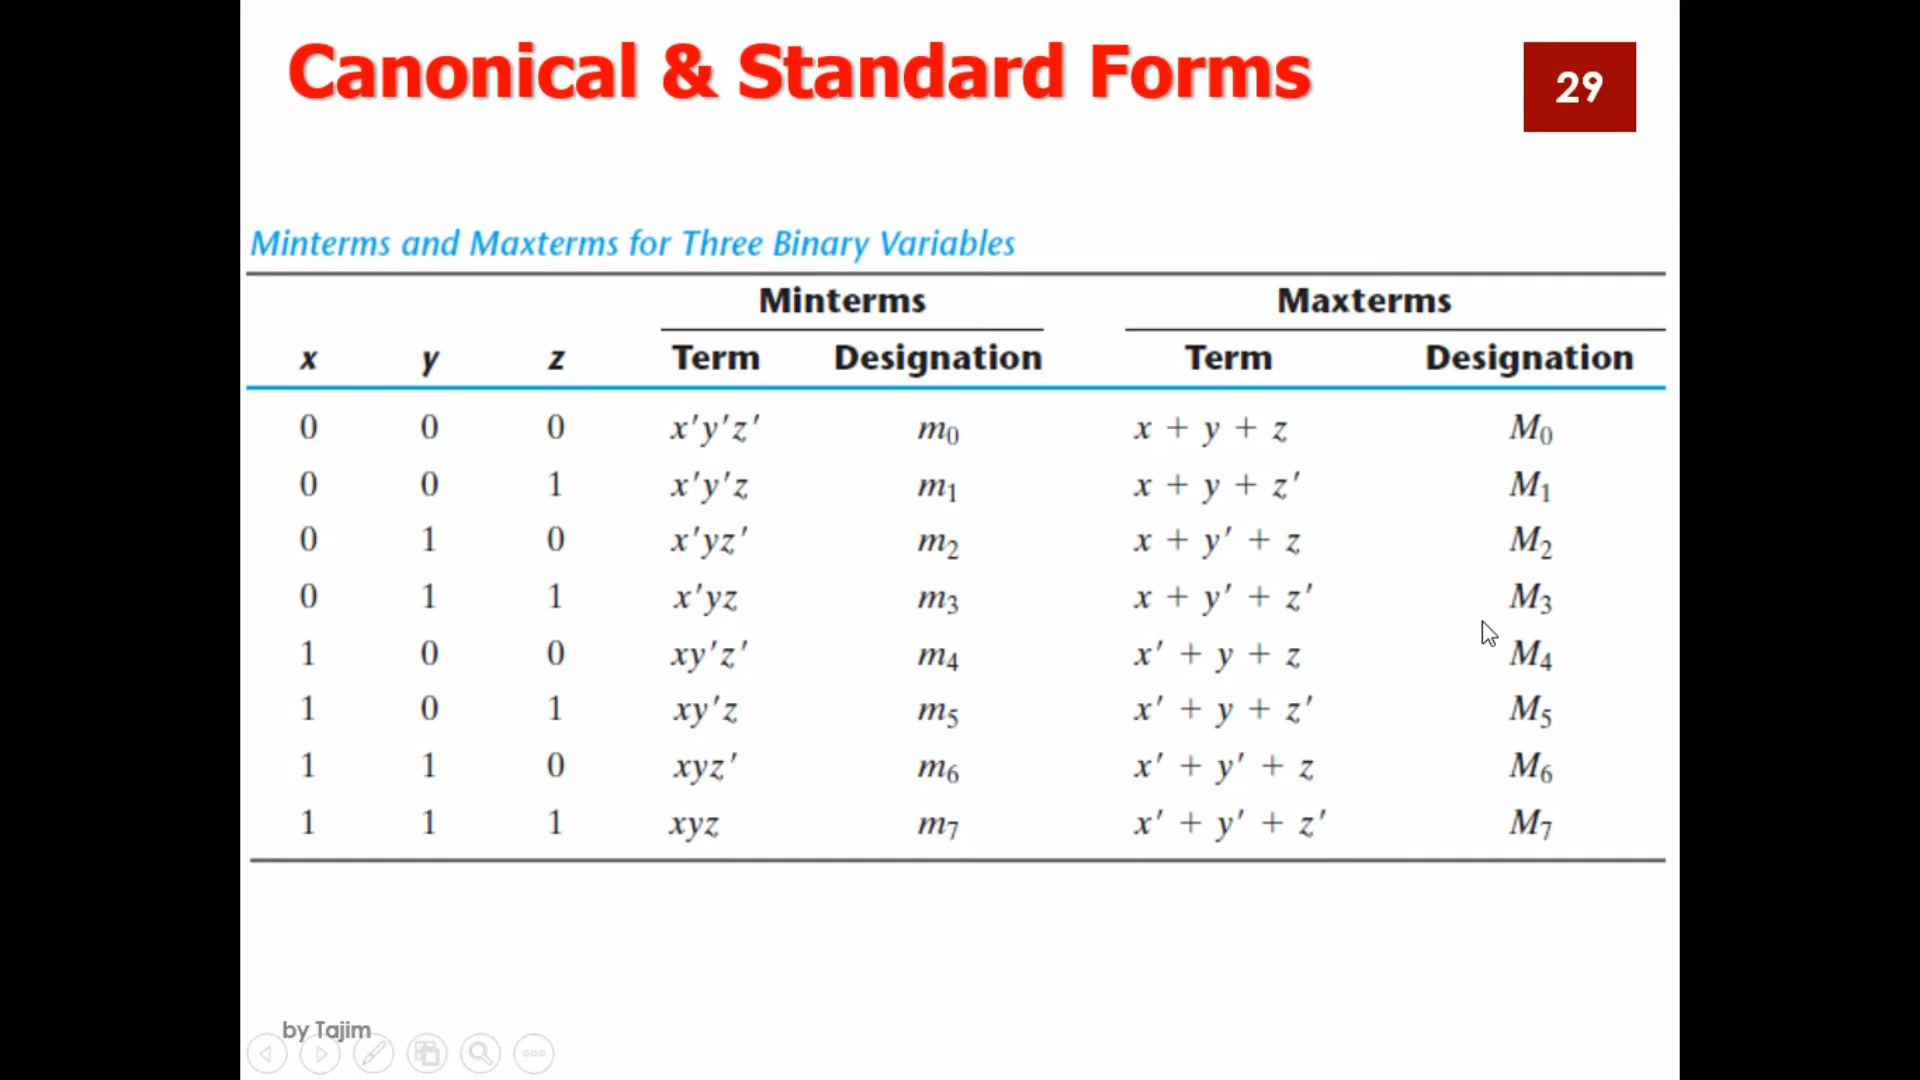 Canonical & Standard Forms
29
Minterms and Maxterms for Three Binary Variables
Minterms Maxterms
x y z Term Designation Term Designation
0 0 0 x'y'z' m0 x + y + z M0
0 0 1 x'y'z m1 x + y + z' M1
0 1 0 x'yz' m2 x + y' + z M2
0 1 1 x'yz m3 x + y' + z' M3
1 0 0 xy'z' m4 x' + y + z M4
1 0 1 xy'z m5 x' + y + z' M5
1 1 0 xyz' m6 x' + y' + z M6
1 1 1 xyz m7 x' + y' + z' M7
by Tajim